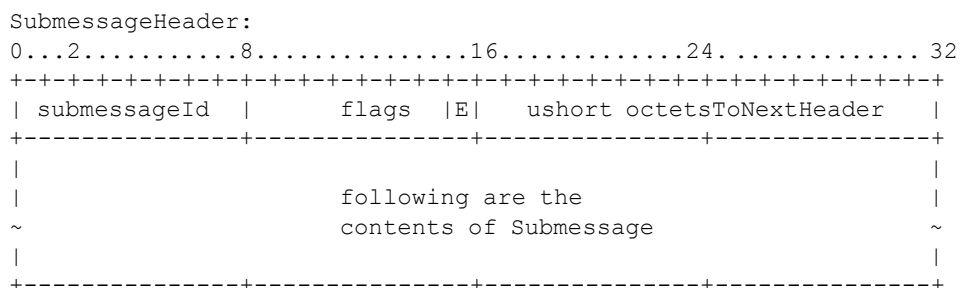 SubmessageHeader:
0...2...........8...............16.............24. .............. 32
+-+-+-+-+-+-+-+-+-+-+-+-+-+-+-+-+-+-+-+-+-+-+-+-+-+-+-+-+-+-+-+-+
| submessageId | flags |E| ushort octetsToNextHeader |
+---------------+---------------+---------------+---------------+
| |
| following are the |
~ contents of Submessage ~
| |
+---------------+---------------+---------------+---------------+